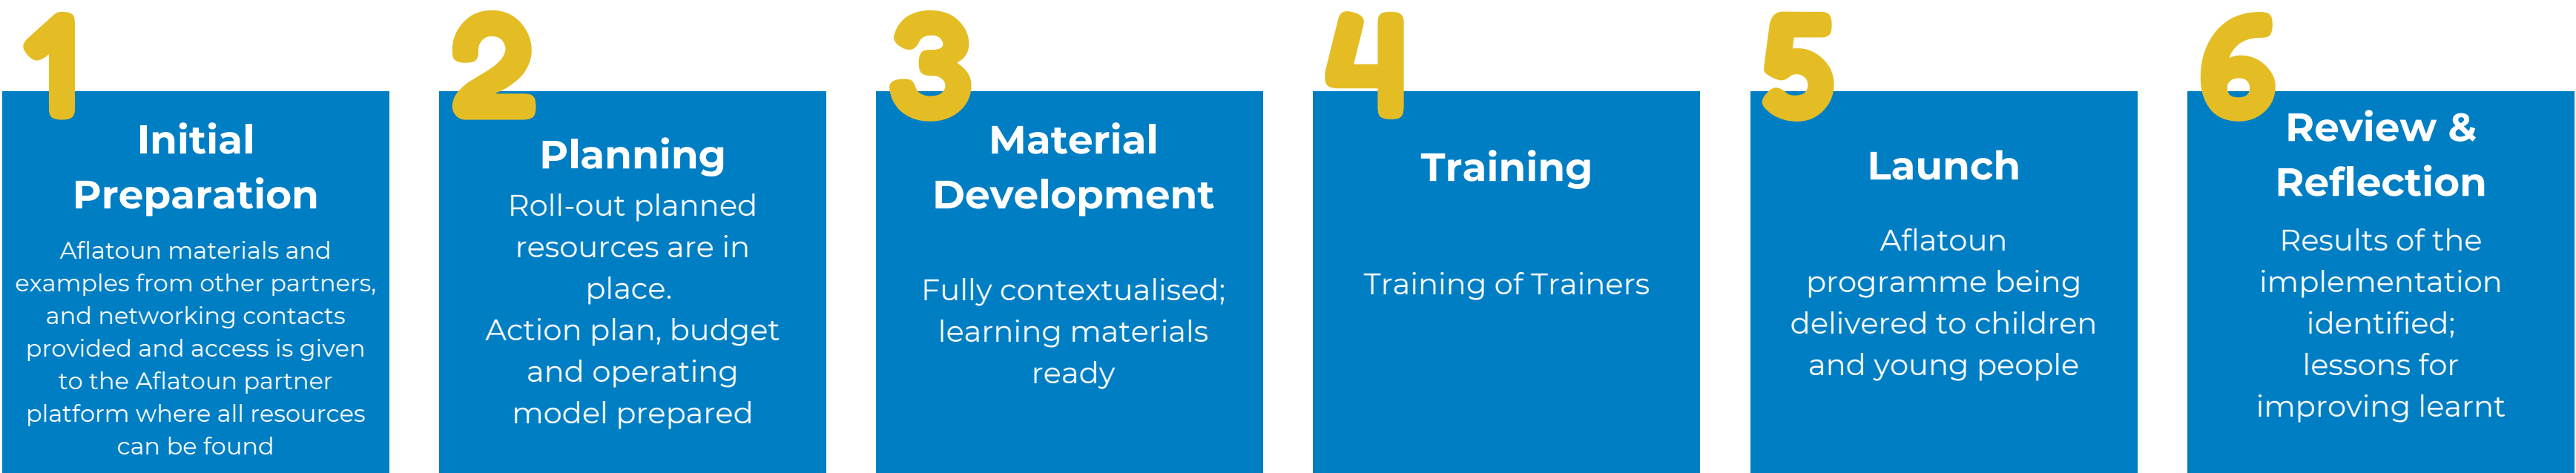 1
Initial
Preparation
Aflatoun materials and
examples from other partners,
and networking contacts
provided and access is given
to the Aflatoun partner
platform where all resources
can be found
2
Planning
Roll-out planned
resources are in
place.
Action plan, budget
and operating
model prepared
3
Material
Development
Fully contextualised;
learning materials
ready
4
Training
Training of Trainers
5
Launch
Aflatoun
programme being
delivered to children
and young people
6
Review &
Reflection
Results of the
implementation
identified;
lessons for
improving learnt